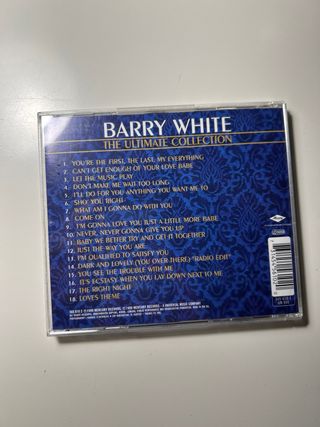 BARRY WHITE
THE ULTIMATE COLLECTION
1. YOU'RE THE FIRST, THE LAST, MY EVERYTHING
2. CAN'T GET ENOUGH OF YOUR LOVE BABE
3. LET THE MUSIC PLAY
4. DON'T MAKE ME WAIT TOO LONG
5. I'LL DO FOR YOU ANYTHING YOU WANT ME TO
6. SHO' YOU RIGHT
7. WHAT AM I GONNA DO WITH YOU
8. COME ON
9. I'M GONNA LOVE YOU JUST A LITTLE MORE BABE
10. NEVER, NEVER GONNA GIVE YOU UP
11. BABY WE BETTER TRY AND GET IT TOGETHER
12. JUST THE WAY YOU ARE
13. I'M QUALIFIED TO SATISFY YOU
14. DARK AND LOVELY (YOU OVER THERE) "RADIO EDIT"
15. YOU SEE THE TROUBLE WITH ME
16. IT'S ECSTASY WHEN YOU LAY DOWN NEXT TO ME
17. THE RIGHT NIGHT
18. LOVES THEME